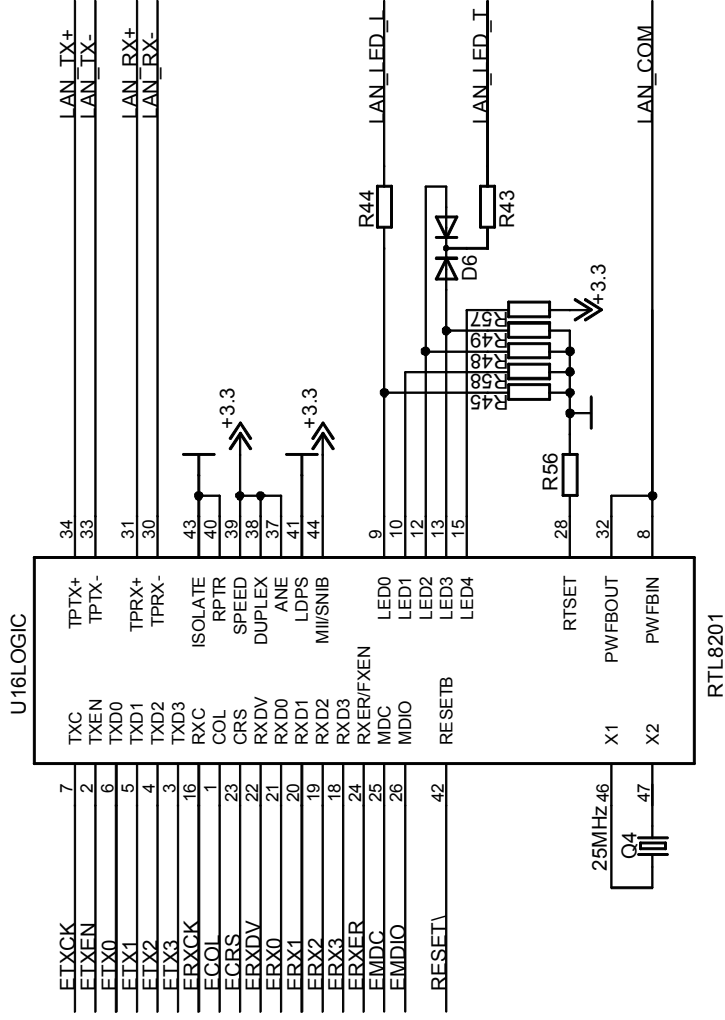 U16LOGIC
ETXCK 7 TXC TPTX+ 34 LAN_TX+
ETXEN 2 TXEN TPTX- 33 LAN_TX-
ETX0 6 TXD0
ETX1 5 TXD1 TPRX+ 31 LAN_RX+
ETX2 4 TXD2 TPRX- 30 LAN_RX-
ETX3 3 TXD3
ERXCK 16 RXC ISOLATE 43
ECOL 1 COL RPTR 40
ECRS 23 CRS SPEED 39 +3.3
ERXDV 22 RXDV DUPLEX 38
ERX0 21 RXD0 ANE 37
ERX1 20 RXD1 LDPS 41
ERX2 19 RXD2 MII/SNIB 44 +3.3
ERX3 18 RXD3
ERXER 24 RXER/FXEN
EMDC 25 MDC LED0 9 R44 LAN_LED_L
EMDIO 26 MDIO LED1 10
LED2 12
RESET\ 42 RESETB LED3 13
LED4 15
D6
R43 LAN_LED_T
R57
R49
R48
R58
R45
+3.3
RTSET 28 R56
25MHz 46 X1 PWFBOUT 32
Q4 47 X2 PWFBIN 8 LAN_COM
RTL8201